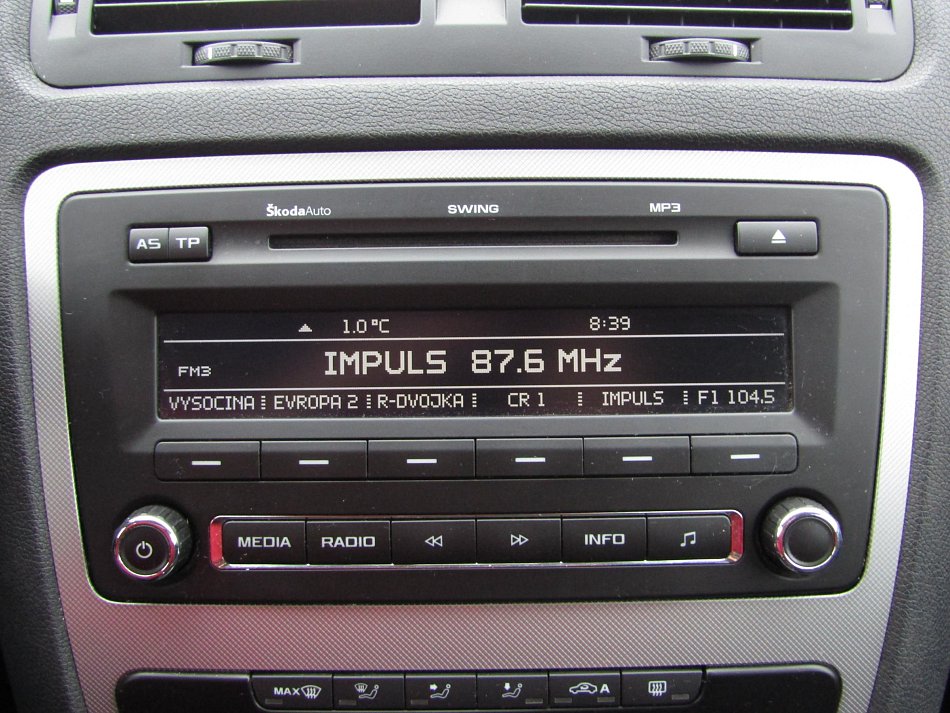 ŠkodaAuto SWING MP3
AS TP
1.0 °C 8:39
FM3 IMPULS 87.6 MHz
VYSOCINA EVROPA 2 R-DVOJKA CR 1 IMPULS F1 104.5
MEDIA RADIO INFO
MAX A